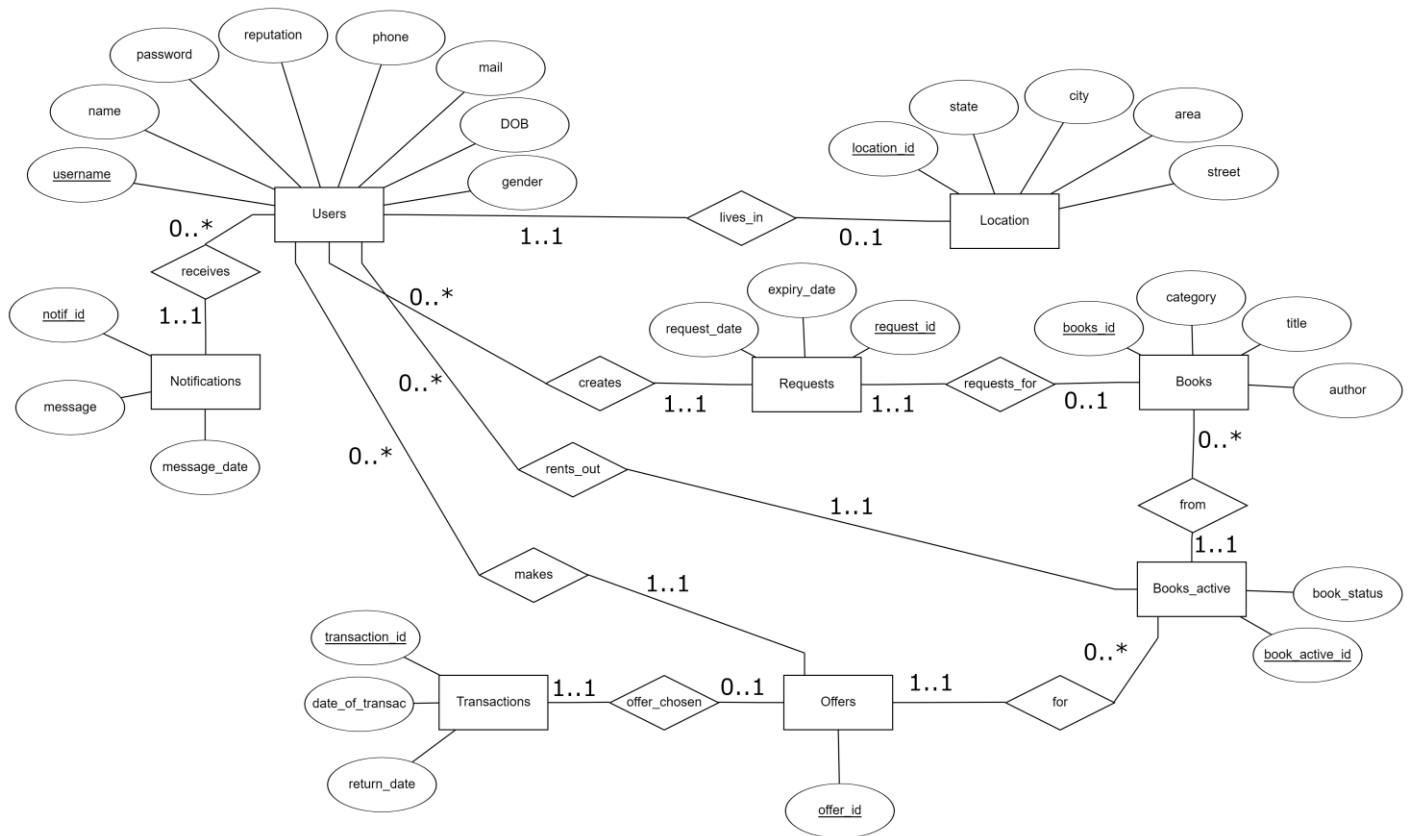 reputation
phone
password
mail
name
DOB
username
gender
Users
state
city
area
location_id
street
Location
lives_in
1..1
0..1
0..*
receives
1..1
notif_id
Notifications
message
message_date
0..*
creates
1..1
expiry_date
request_date
request_id
Requests
1..1
requests_for
0..1
category
books_id
title
Books
author
0..*
from
1..1
0..*
rents_out
1..1
Books_active
book_status
book_active_id
0..*
makes
1..1
0..*
transaction_id
date_of_transac
Transactions
return_date
1..1
offer_chosen
0..1
Offers
1..1
for
offer_id